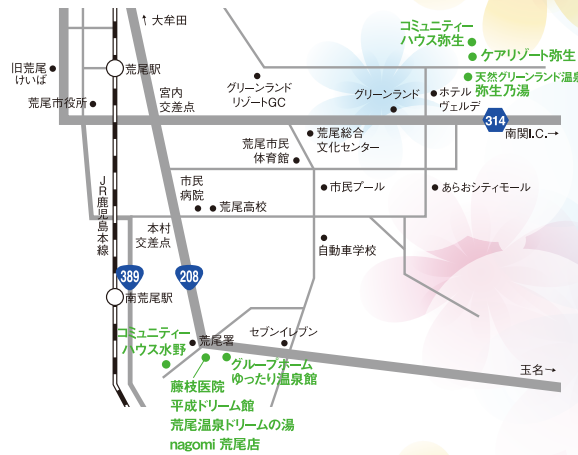 ↑大牟田
コミュニティー
ハウス弥生
ケアリゾート弥生
旧荒尾
けいば
荒尾駅
天然グリーンランド温泉
弥生乃湯
グリーンランド
リゾートGC
グリーンランド
ホテル
ヴェルデ
荒尾市役所
宮内
交差点
314
南関I.C.→
荒尾総合
文化センター
荒尾市民
体育館
JR鹿児島本線
市民
病院
荒尾高校
市民プール
あらおシティモール
本村
交差点
自動車学校
389
208
南荒尾駅
コミュニティー
ハウス水野
荒尾署
セブンイレブン
グループホーム
ゆったり温泉館
玉名→
藤枝医院
平成ドリーム館
荒尾温泉ドリームの湯
nagomi 荒尾店